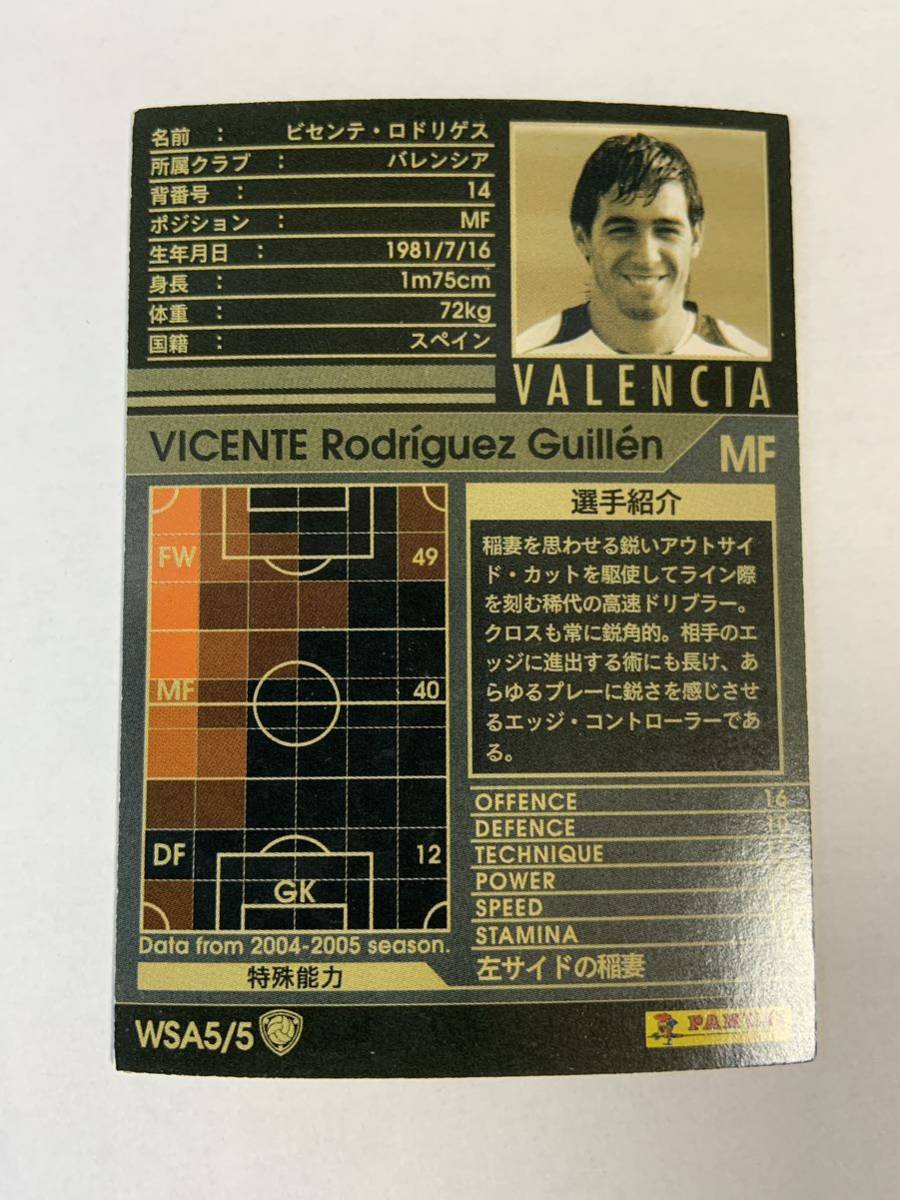 名前 : ビセンテ・ロドリゲス
所属クラブ : バレンシア
背番号 : 14
ポジション : MF
生年月日 : 1981/7/16
身長 : 1m75cm
体重 : 72kg
国籍 : スペイン
VALENCIA
VICENTE Rodríguez Guillén
MF
FW 49
MF 40
DF 12
GK
Data from 2004-2005 season.
特殊能力
選手紹介
稲妻を思わせる鋭いアウトサイ
ド・カットを駆使してライン際
を刻む稀代の高速ドリブラー。
クロスも常に鋭角的。相手のエ
ッジに進出する術にも長け、あ
らゆるプレーに鋭さを感じさせ
るエッジ・コントローラーであ
る。
OFFENCE 16
DEFENCE
TECHNIQUE
POWER
SPEED
STAMINA
左サイドの稲妻
WSA5/5
PANINI